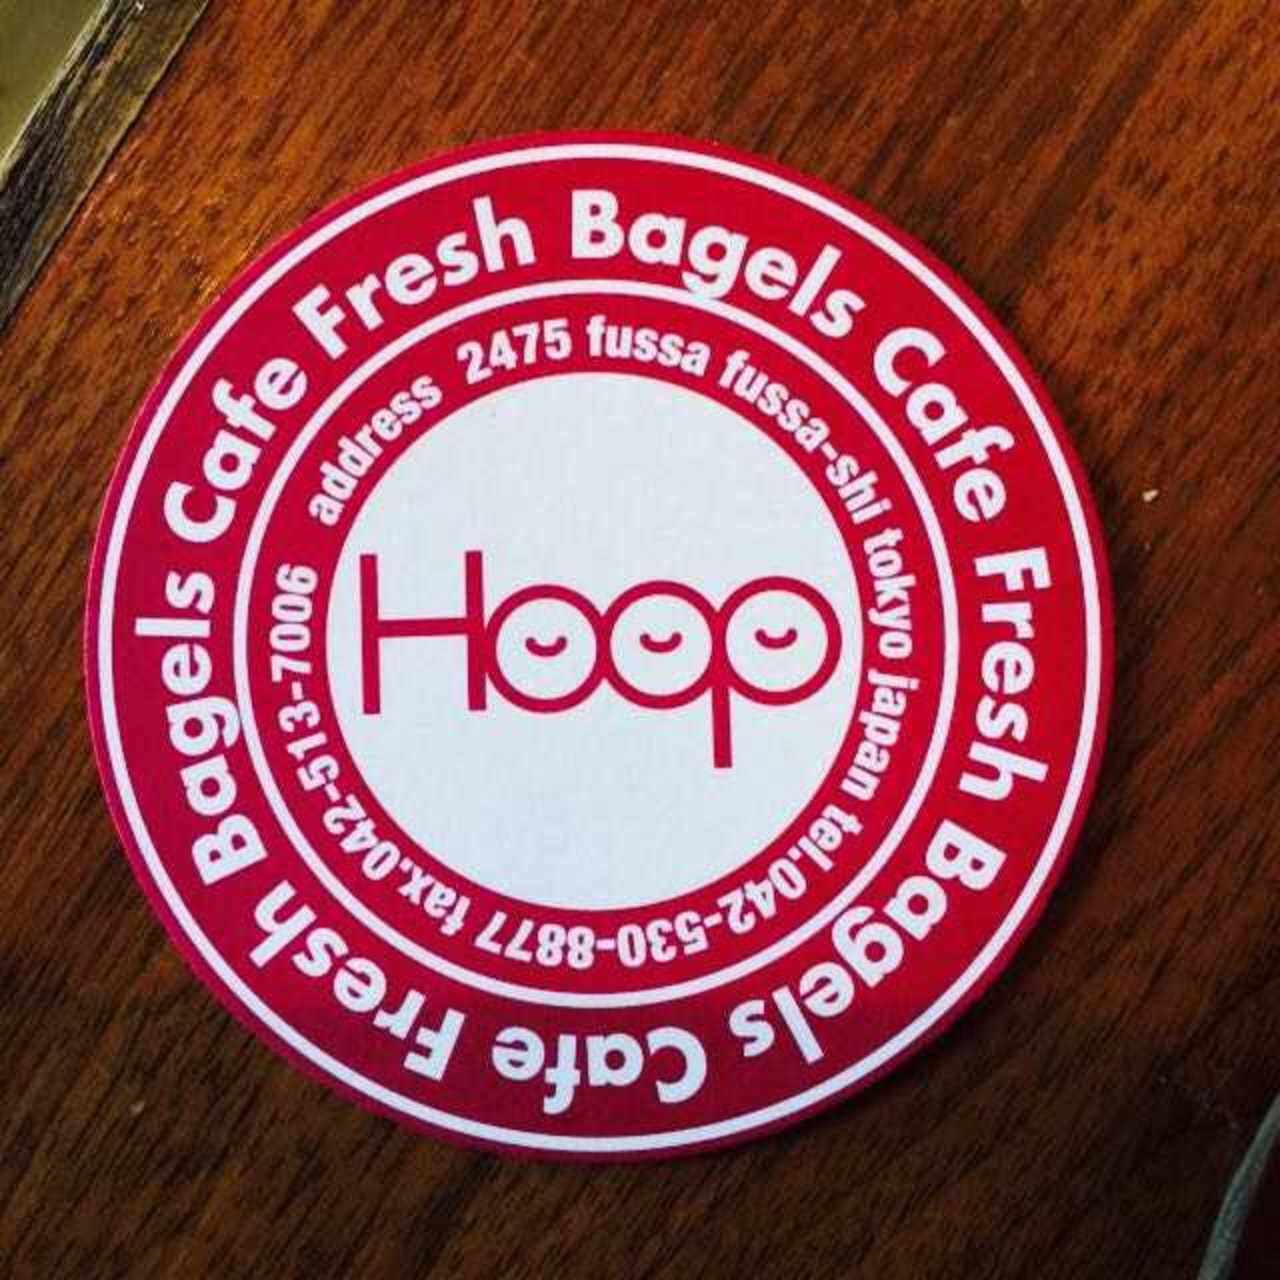 Fresh Bagels Cafe Fresh Bagels Cafe Fresh Bagels Cafe
address 2475 fussa fussa-shi tokyo japan tel.042-530-8877 fax.042-513-7006
Hoop